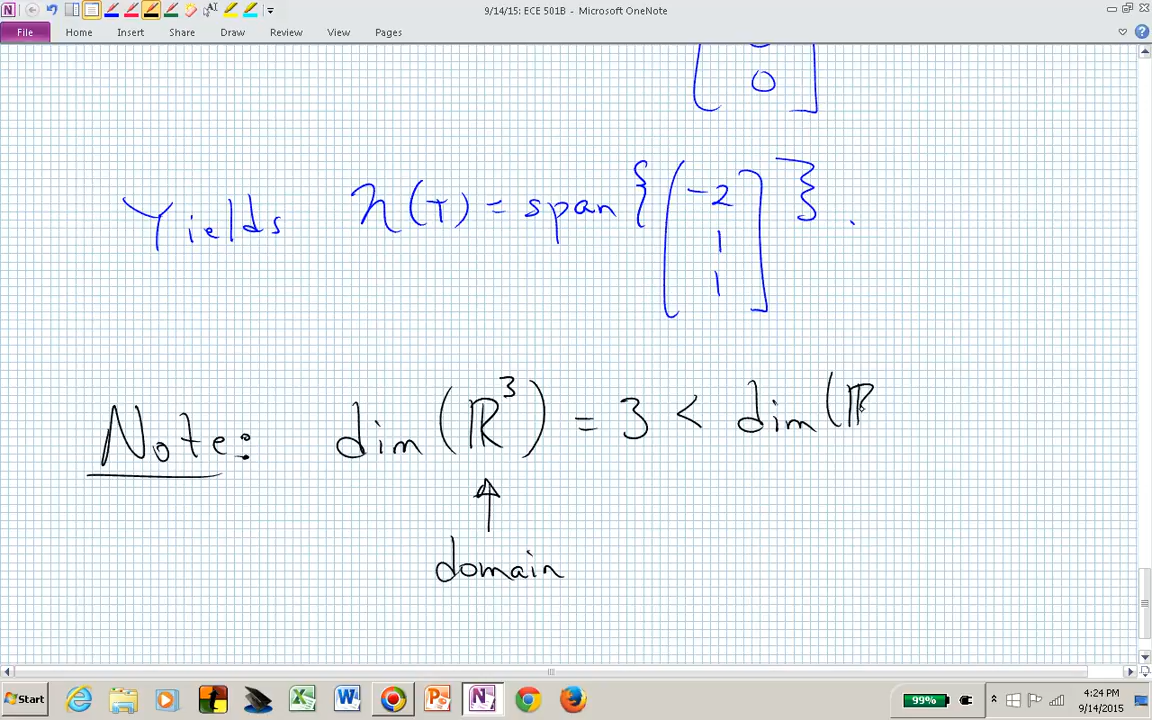 9/14/15: ECE 501B - Microsoft OneNote
File Home Insert Share Draw Review View Pages
0
Yields η(T) = span { [ -2
1
1 ] } .
Note: dim(ℝ³) = 3 < dim(ℝ
↑
domain
Start
99%
4:24 PM
9/14/2015